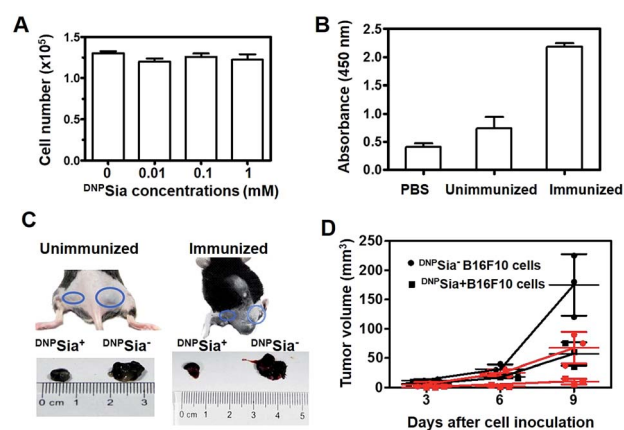 A
Cell number (x10⁵)
1.5
1.0
0.5
0.0
0 0.01 0.1 1
DNPSia concentrations (mM)
B
Absorbance (450 nm)
2.5
2.0
1.5
1.0
0.5
0.0
PBS Unimmunized Immunized
C
Unimmunized Immunized
DNPSia⁺ DNPSia⁻ DNPSia⁺ DNPSia⁻
0 cm 1 2 3
0 cm 1 2 3 4 5
D
Tumor volume (mm³)
250
200
150
100
50
0
DNPSia⁻ B16F10 cells
DNPSia+B16F10 cells
3 6 9
Days after cell inoculation